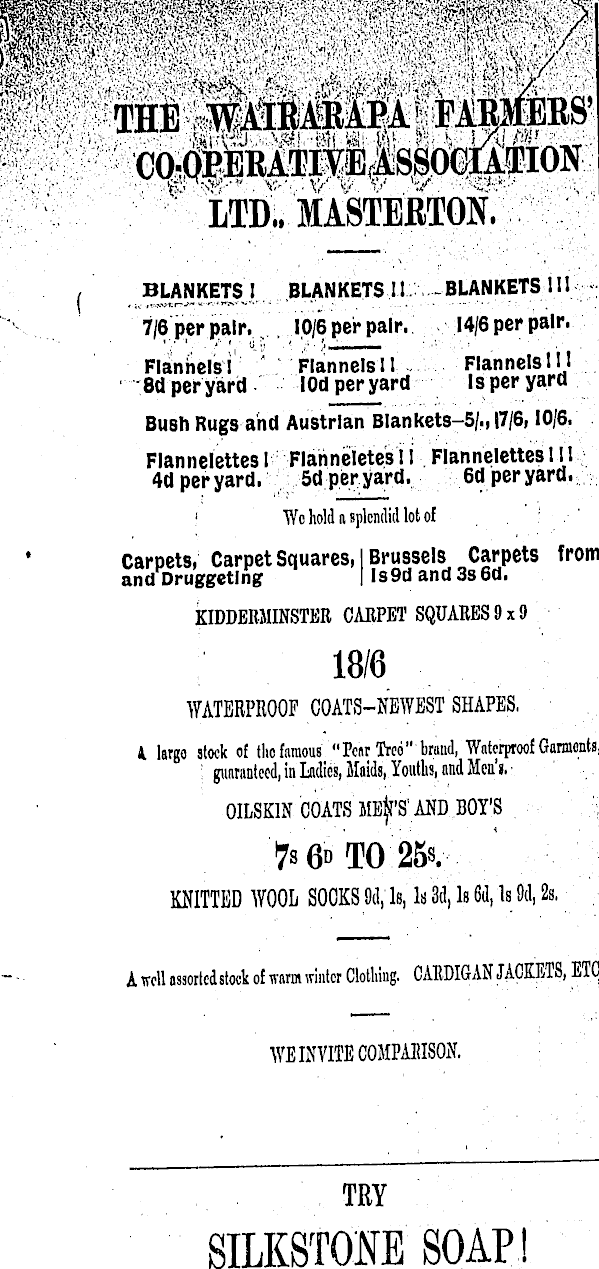 THE WAIRARAPA FARMERS'
CO-OPERATIVE ASSOCIATION
LTD., MASTERTON.
BLANKETS! BLANKETS!! BLANKETS!!!
7/6 per pair. 10/6 per pair. 14/6 per pair.
Flannels! Flannels!! Flannels!!!
8d per yard 10d per yard 1s per yard
Bush Rugs and Austrian Blankets—5/., 17/6, 10/6.
Flannelettes! Flanneletes!! Flannelettes!!!
4d per yard. 5d per yard. 6d per yard.
We hold a splendid lot of
Carpets, Carpet Squares, Brussels Carpets from
and Druggeting 1s 9d and 3s 6d.
KIDDERMINSTER CARPET SQUARES 9 x 9
18/6
WATERPROOF COATS—NEWEST SHAPES.
A large stock of the famous "Pear Tree" brand, Waterproof Garments,
guaranteed, in Ladies, Maids, Youths, and Men's.
OILSKIN COATS MEN'S AND BOY'S
7s 6D TO 25s.
KNITTED WOOL SOCKS 9d, 1s, 1s 3d, 1s 6d, 1s 9d, 2s.
A well assorted stock of warm winter Clothing. CARDIGAN JACKETS, ETC
WE INVITE COMPARISON.
TRY
SILKSTONE SOAP!